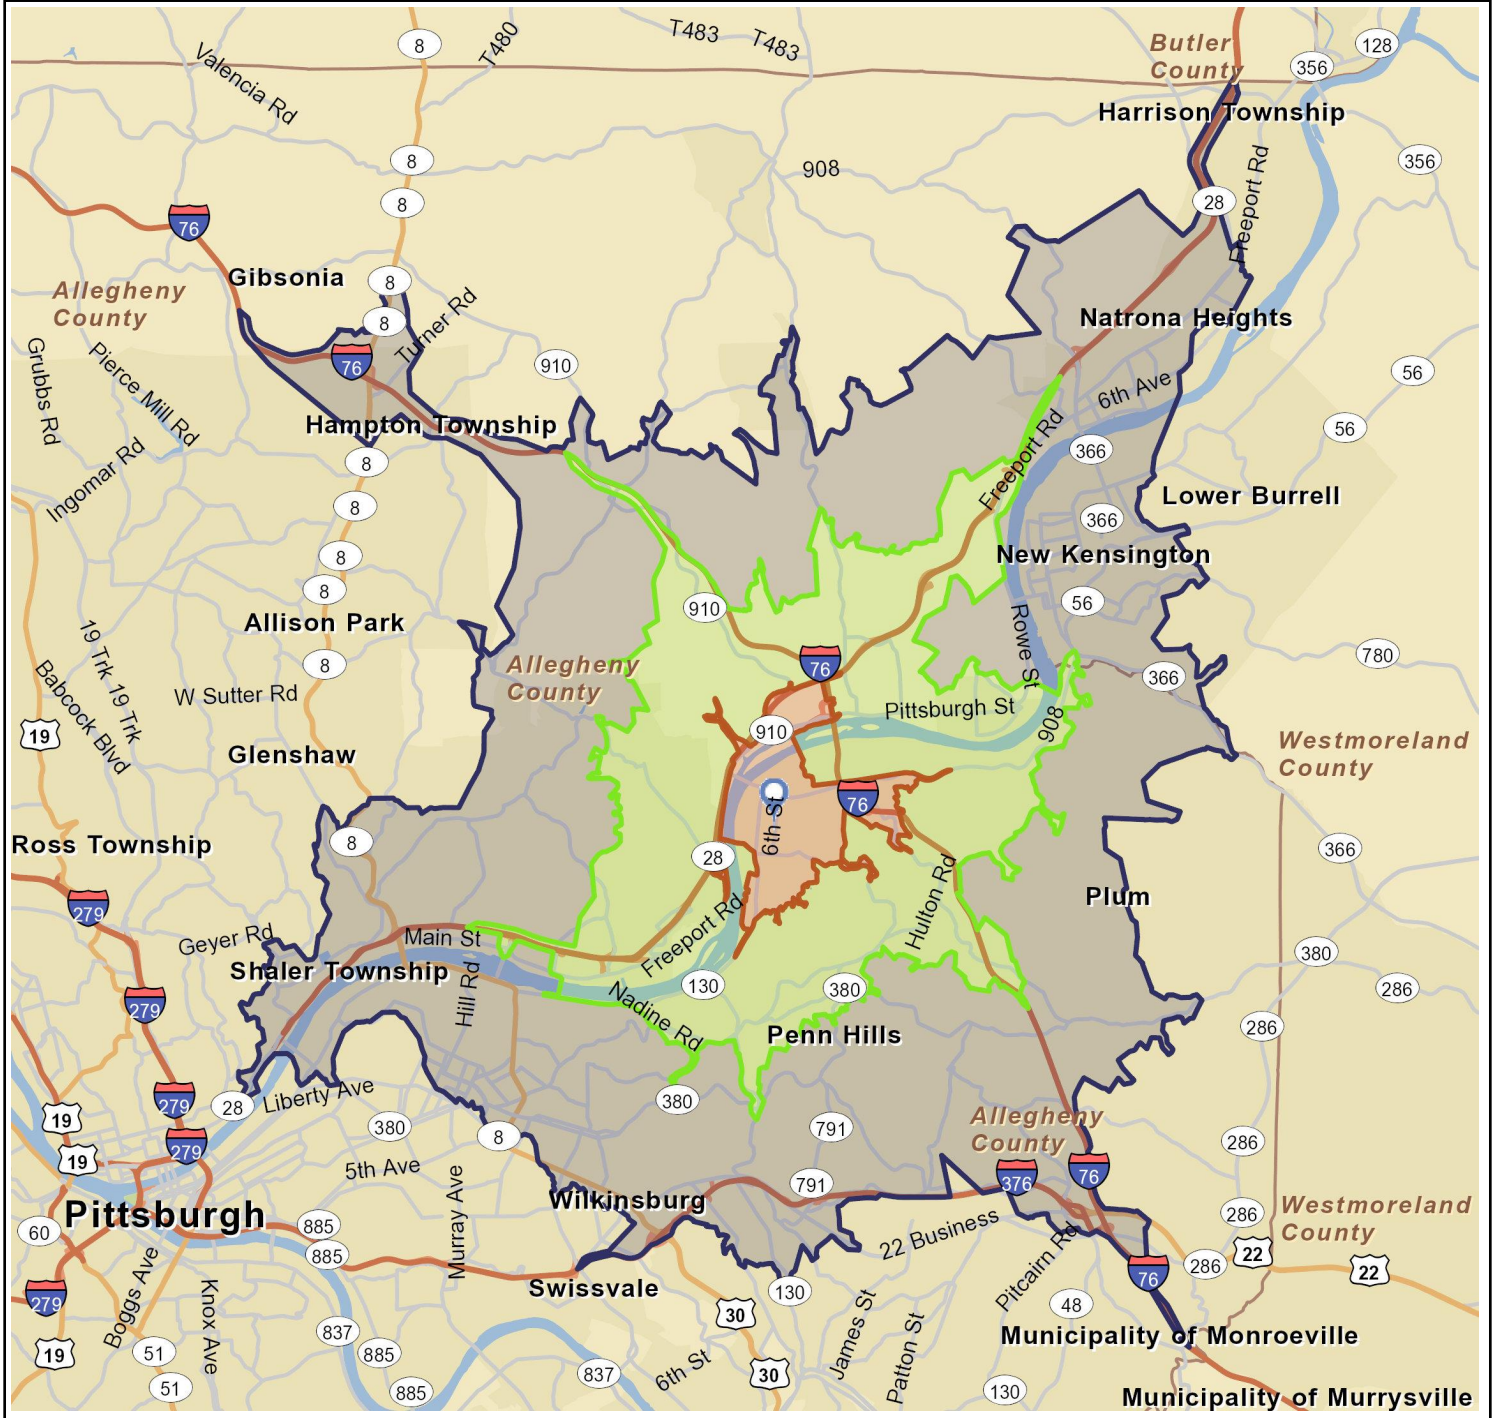 8
T480
T483
T483
Butler
County
128
356
Valencia Rd
Harrison Township
8
908
356
8
28
Freeport Rd
76
Gibsonia
8
Allegheny
County
8
Turner Rd
Natrona Heights
Grubbs Rd
Pierce Mill Rd
76
910
56
6th Ave
Hampton Township
56
Ingomar Rd
8
Freeport Rd
366
8
Lower Burrell
366
8
New Kensington
8
910
56
Allison Park
19 Trk
19 Trk
Rowe St
8
Allegheny
County
76
780
366
Babcock Blvd
W Sutter Rd
Pittsburgh St
908
19
910
Glenshaw
Westmoreland
County
76
6th St
Ross Township
8
28
366
Hulton Rd
Plum
279
Freeport Rd
Geyer Rd
Main St
380
Shaler Township
Hill Rd
130
380
286
279
Nadine Rd
Penn Hills
286
279
28
Liberty Ave
380
19
380
791
Allegheny
County
8
286
279
19
5th Ave
376
76
791
Murray Ave
Wilkinsburg
Pittsburgh
286
Westmoreland
County
60
885
885
22 Business
Pitcairn Rd
22
286
22
76
279
Boggs Ave
Knox Ave
Swissvale
130
48
30
James St
Patton St
837
Municipality of Monroeville
19
51
885
6th St
837
30
51
885
130
Municipality of Murrysville